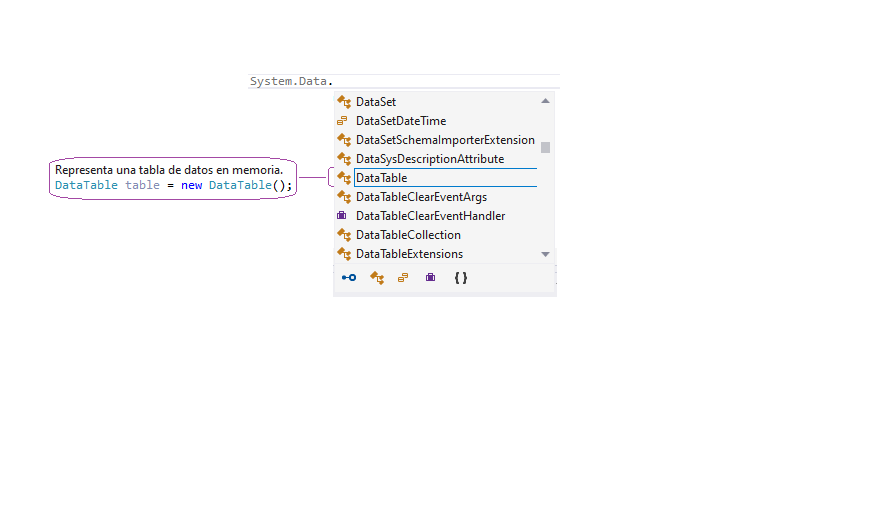 System.Data.
DataSet
DataSetDateTime
DataSetSchemaImporterExtension
DataSysDescriptionAttribute
Representa una tabla de datos en memoria.
DataTable table = new DataTable();
DataTable
DataTableClearEventArgs
DataTableClearEventHandler
DataTableCollection
DataTableExtensions
{ }